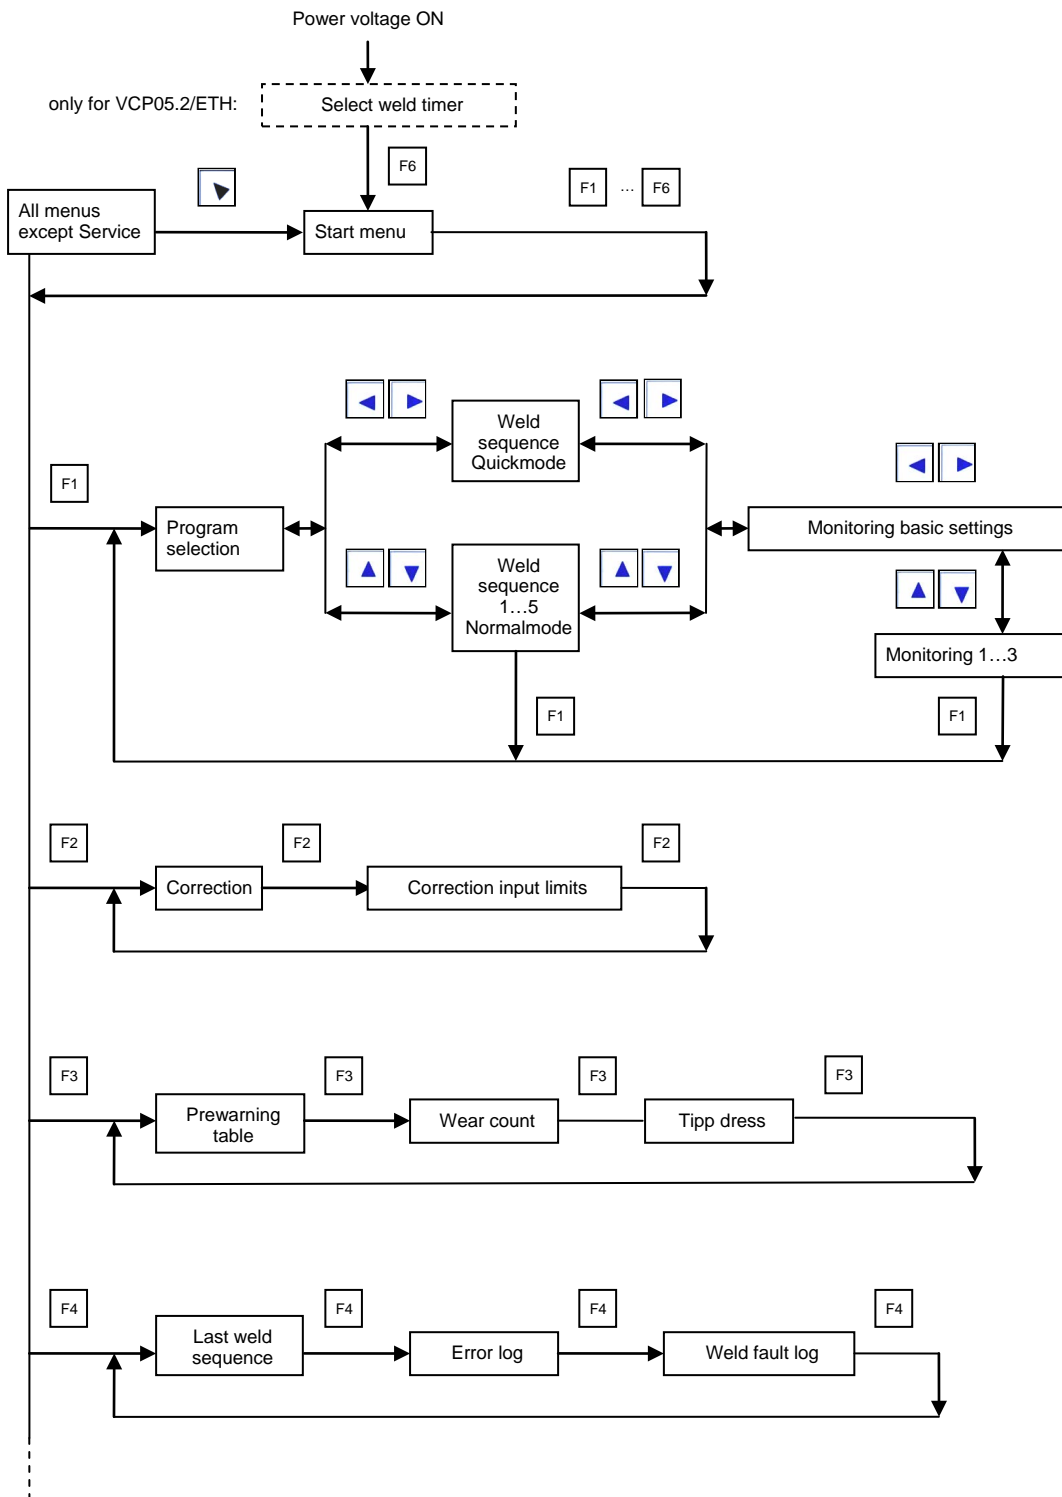 Power voltage ON
only for VCP05.2/ETH:
Select weld timer
F6
F1 … F6
All menus
except Service
Start menu
F1
Program
selection
Weld
sequence
Quickmode
Weld
sequence
1…5
Normalmode
Monitoring basic settings
Monitoring 1…3
F1
F1
F2
F2
F2
Correction
Correction input limits
F3
F3
F3
F3
Prewarning
table
Wear count
Tipp dress
F4
F4
F4
F4
Last weld
sequence
Error log
Weld fault log